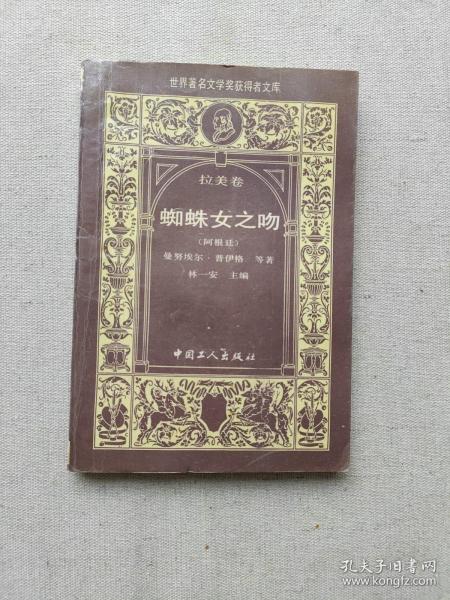 世界著名文学奖获得者文库
拉美卷
蜘蛛女之吻
（阿根廷）
曼努埃尔·普伊格 等著
林一安 主编
中国工人出版社
孔夫子旧书网
www.kongfz.com